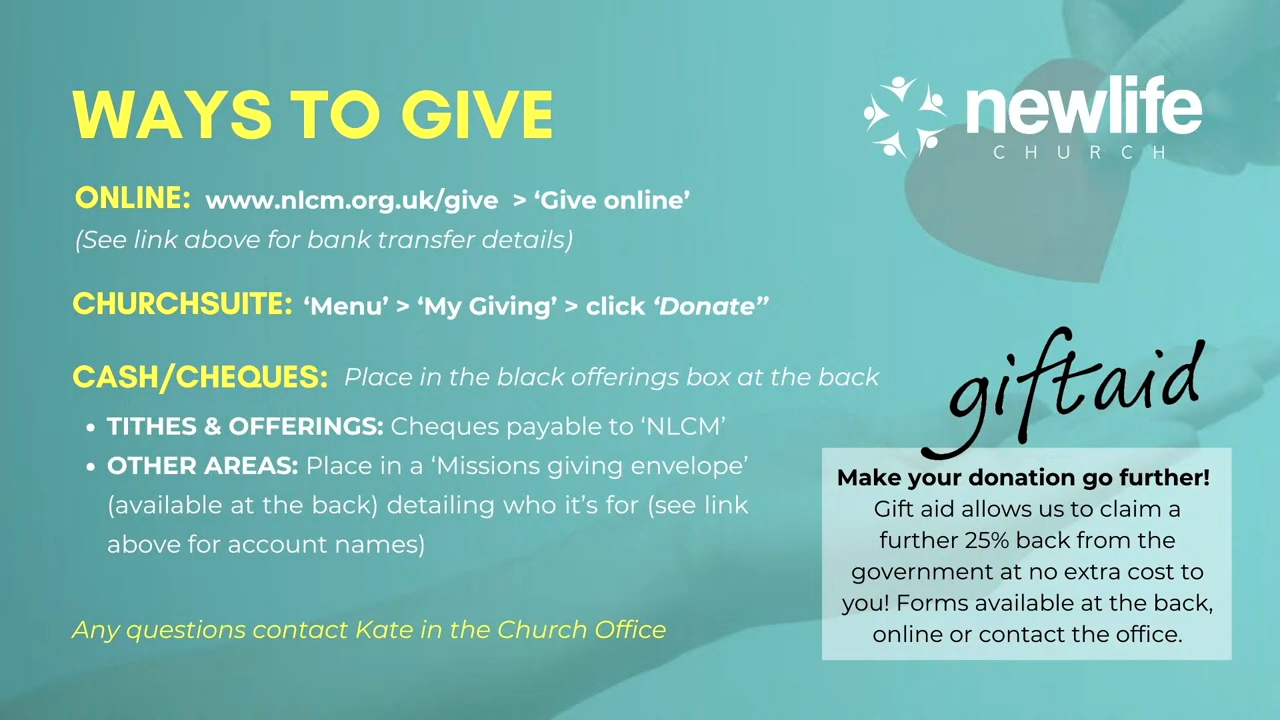 WAYS TO GIVE
newlife
CHURCH
ONLINE: www.nlcm.org.uk/give > ‘Give online’
(See link above for bank transfer details)
CHURCHSUITE: ‘Menu’ > ‘My Giving’ > click ‘Donate”
CASH/CHEQUES: Place in the black offerings box at the back
• TITHES & OFFERINGS: Cheques payable to ‘NLCM’
• OTHER AREAS: Place in a ‘Missions giving envelope’
(available at the back) detailing who it’s for (see link
above for account names)
Any questions contact Kate in the Church Office
giftaid
Make your donation go further!
Gift aid allows us to claim a
further 25% back from the
government at no extra cost to
you! Forms available at the back,
online or contact the office.